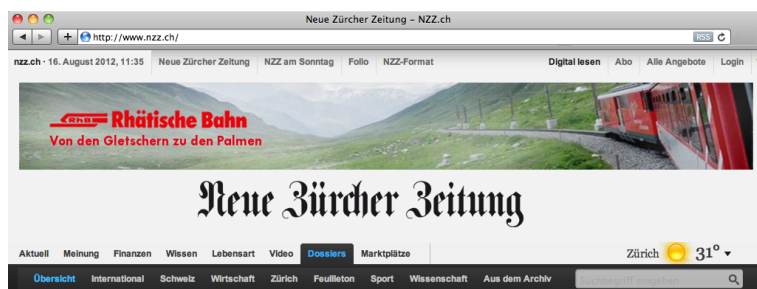 Neue Zürcher Zeitung – NZZ.ch
http://www.nzz.ch/ RSS
nzz.ch · 16. August 2012, 11:35 Neue Zürcher Zeitung NZZ am Sonntag Folio NZZ-Format Digital lesen Abo Alle Angebote Login
RhB Rhätische Bahn
Von den Gletschern zu den Palmen
Neue Zürcher Zeitung
Aktuell Meinung Finanzen Wissen Lebensart Video Dossiers Marktplätze Zürich 31°
Übersicht International Schweiz Wirtschaft Zürich Feuilleton Sport Wissenschaft Aus dem Archiv Suchbegriff eingeben